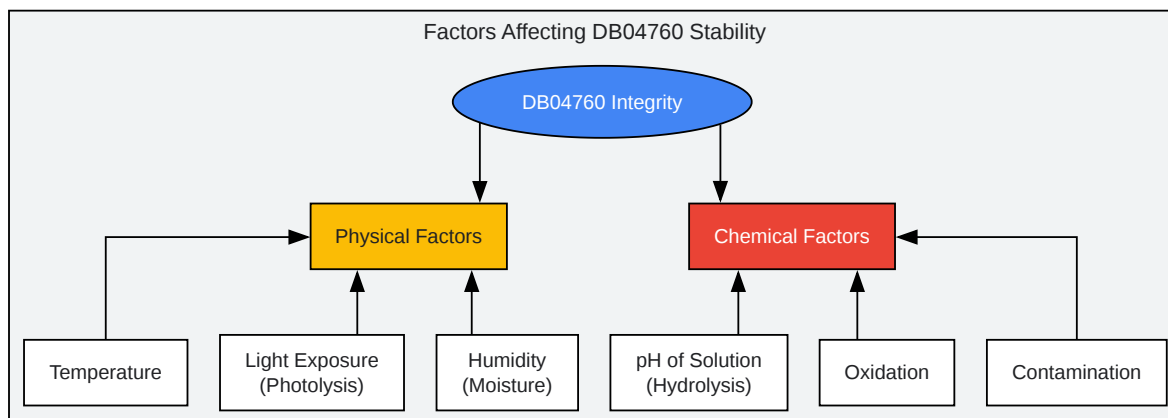 Factors Affecting DB04760 Stability
DB04760 Integrity
Physical Factors
Chemical Factors
Temperature
Light Exposure
(Photolysis)
Humidity
(Moisture)
pH of Solution
(Hydrolysis)
Oxidation
Contamination